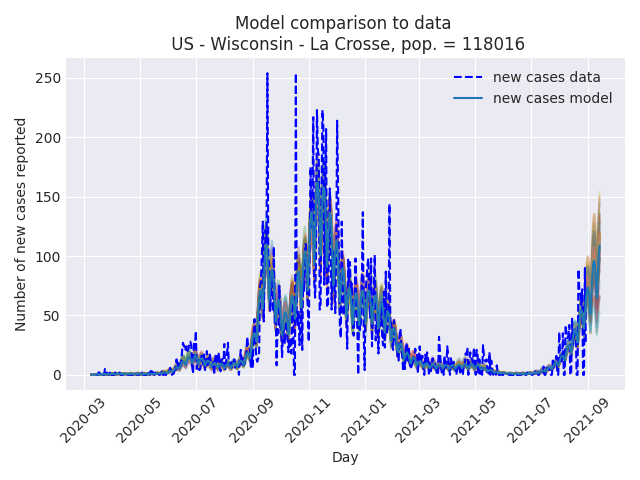 Model comparison to data
US - Wisconsin - La Crosse, pop. = 118016
new cases data
new cases model
Number of new cases reported
250
200
150
100
50
0
2020-03
2020-05
2020-07
2020-09
2020-11
2021-01
2021-03
2021-05
2021-07
2021-09
Day